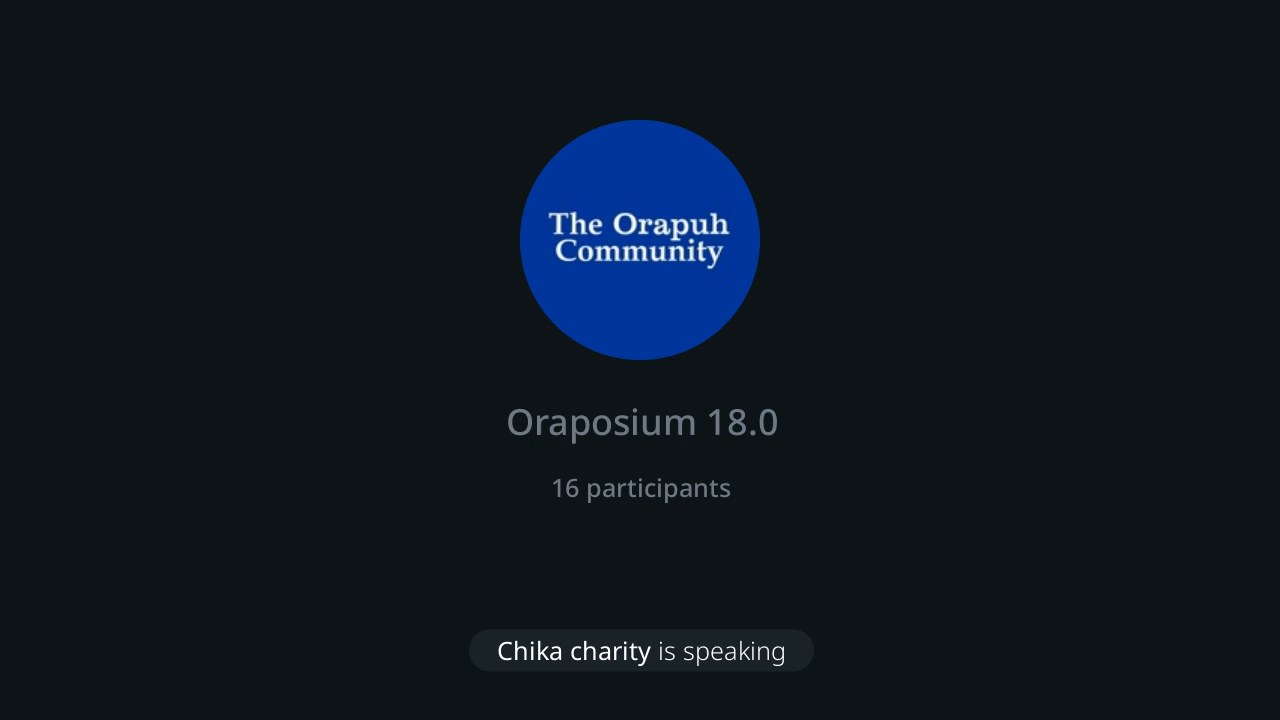 The Orapuh
Community
Oraposium 18.0
16 participants
Chika charity is speaking